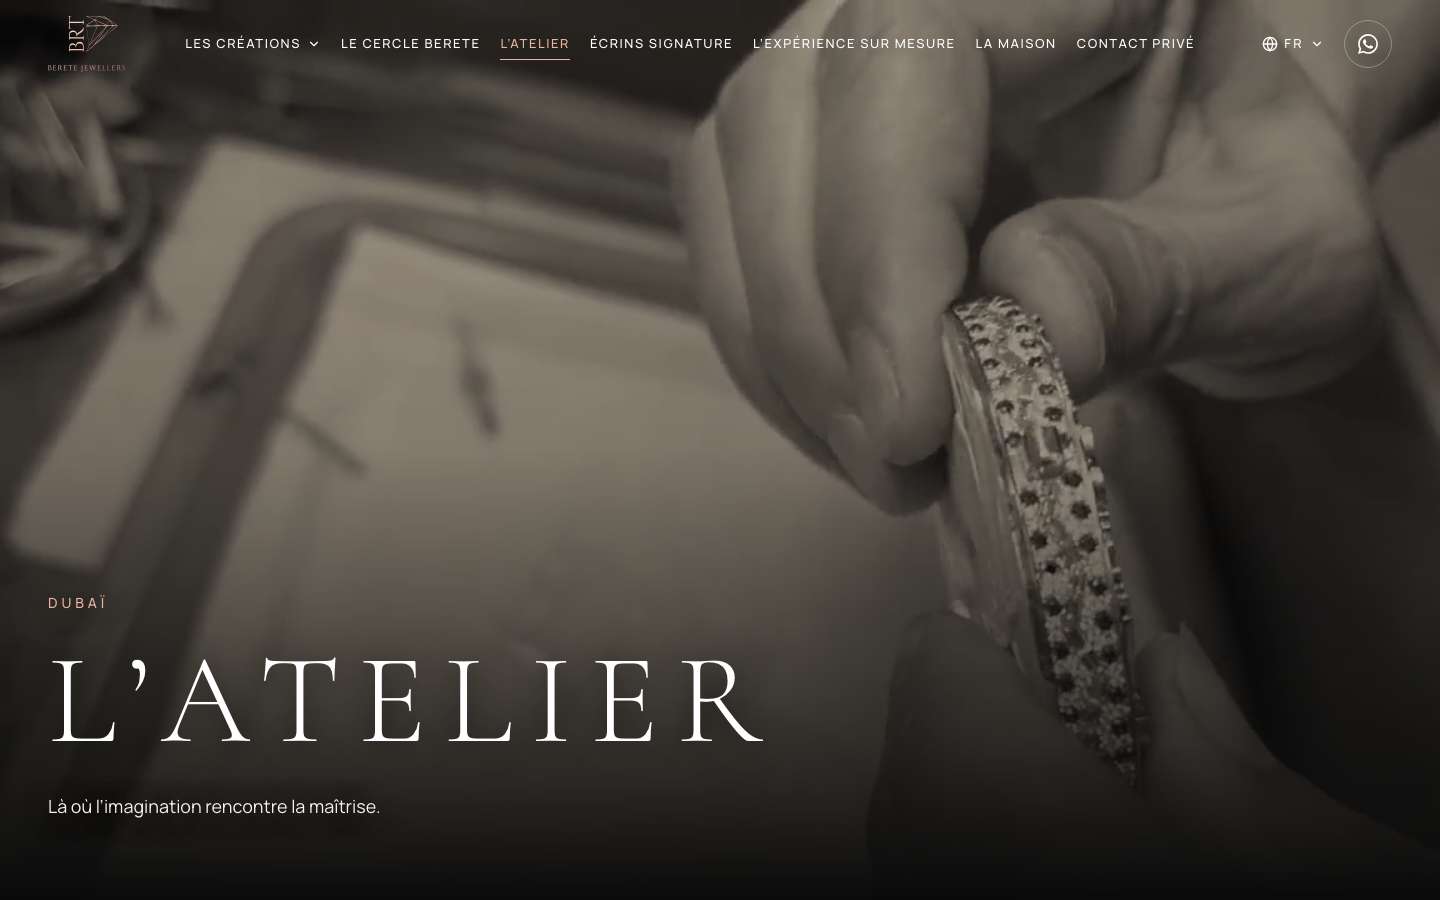 BRT
BERETE JEWELLERS
LES CRÉATIONS
LE CERCLE BERETE
L’ATELIER
ÉCRINS SIGNATURE
L’EXPÉRIENCE SUR MESURE
LA MAISON
CONTACT PRIVÉ
FR
DUBAÏ
L’ATELIER
Là où l’imagination rencontre la maîtrise.